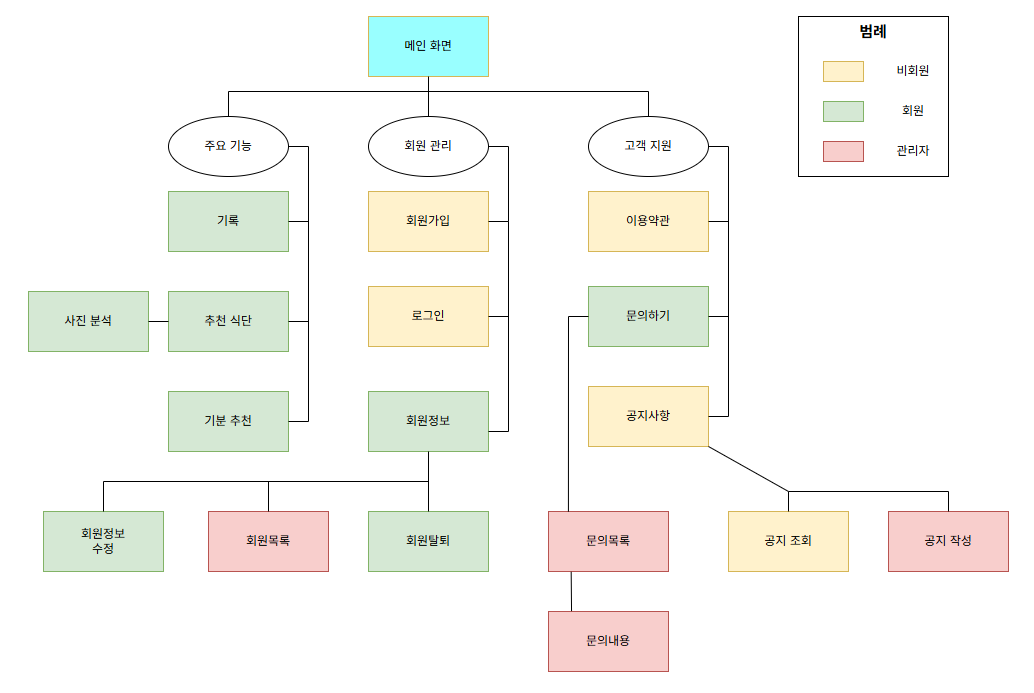 메인 화면
범례
비회원
회원
관리자
주요 기능
회원 관리
고객 지원
기록
회원가입
이용약관
사진 분석
추천 식단
로그인
문의하기
기분 추천
회원정보
공지사항
회원정보
수정
회원목록
회원탈퇴
문의목록
공지 조회
공지 작성
문의내용